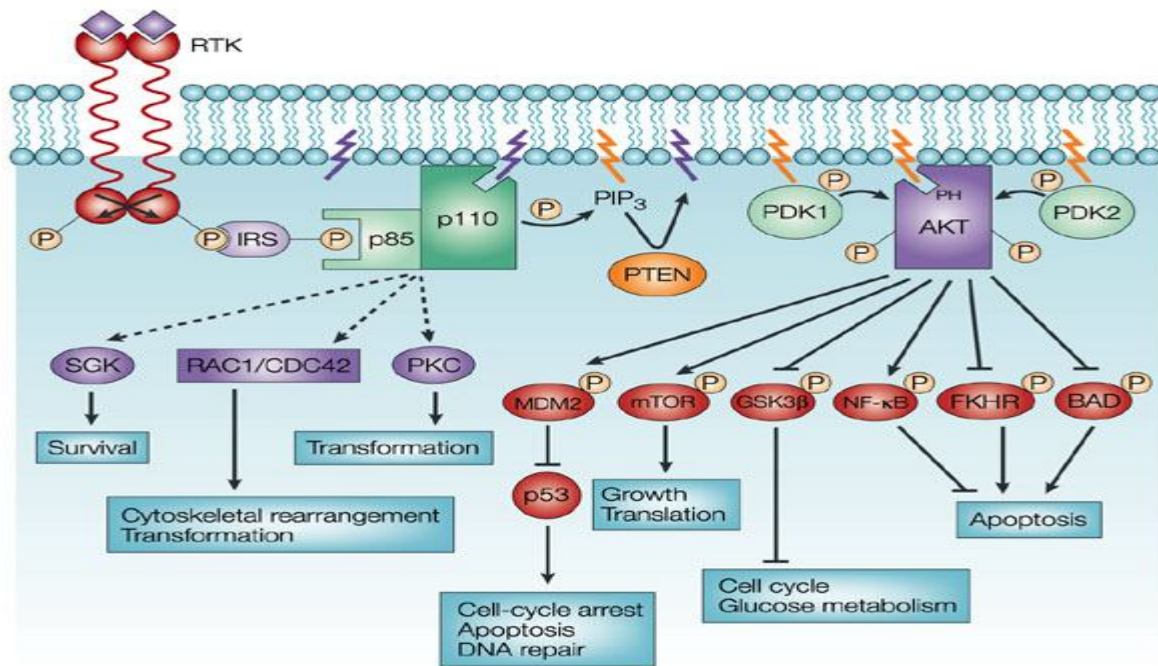 RTK
P
P
IRS
P
p85
p110
P
PIP3
PTEN
PDK1
P
PH
AKT
P
P
P
PDK2
SGK
RAC1/CDC42
PKC
MDM2
P
mTOR
P
GSK3β
P
NF-κB
P
FKHR
P
BAD
P
Survival
Transformation
p53
Growth
Translation
Apoptosis
Cytoskeletal rearrangement
Transformation
Cell cycle
Glucose metabolism
Cell-cycle arrest
Apoptosis
DNA repair